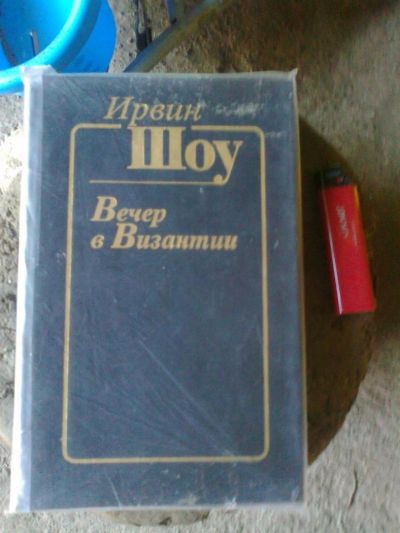 Ирвин
Шоу
Вечер
в Византии